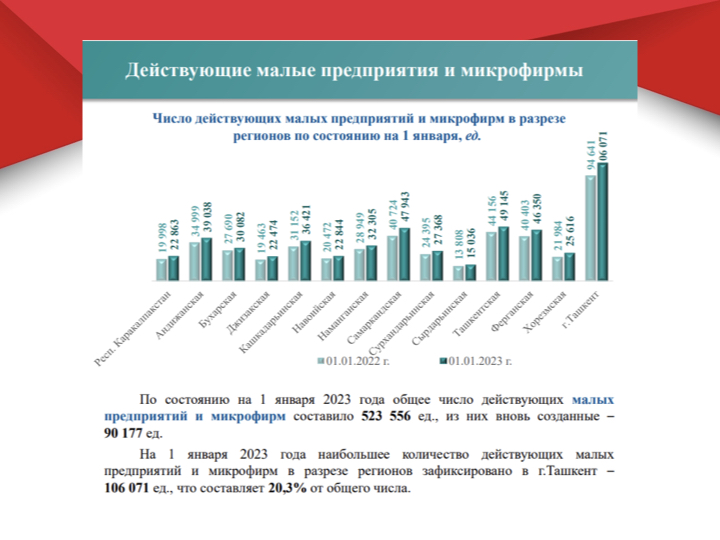 Действующие малые предприятия и микрофирмы
Число действующих малых предприятий и микрофирм в разрезе
регионов по состоянию на 1 января, ед.
19 998
22 863
34 999
39 038
27 690
30 082
19 463
22 474
31 152
36 421
20 472
22 844
28 949
32 305
40 724
47 943
24 395
27 368
13 808
15 036
44 156
49 145
40 403
46 350
21 984
25 616
94 641
06 071
Респ. Каракалпакстан
Андижанская
Бухарская
Джизакская
Кашкадарьинская
Навоийская
Наманганская
Самаркандская
Сурхандарьинская
Сырдарьинская
Ташкентская
Ферганская
Хорезмская
г.Ташкент
01.01.2022 г.
01.01.2023 г.
По состоянию на 1 января 2023 года общее число действующих малых
предприятий и микрофирм составило 523 556 ед., из них вновь созданные –
90 177 ед.
На 1 января 2023 года наибольшее количество действующих малых
предприятий и микрофирм в разрезе регионов зафиксировано в г.Ташкент –
106 071 ед., что составляет 20,3% от общего числа.